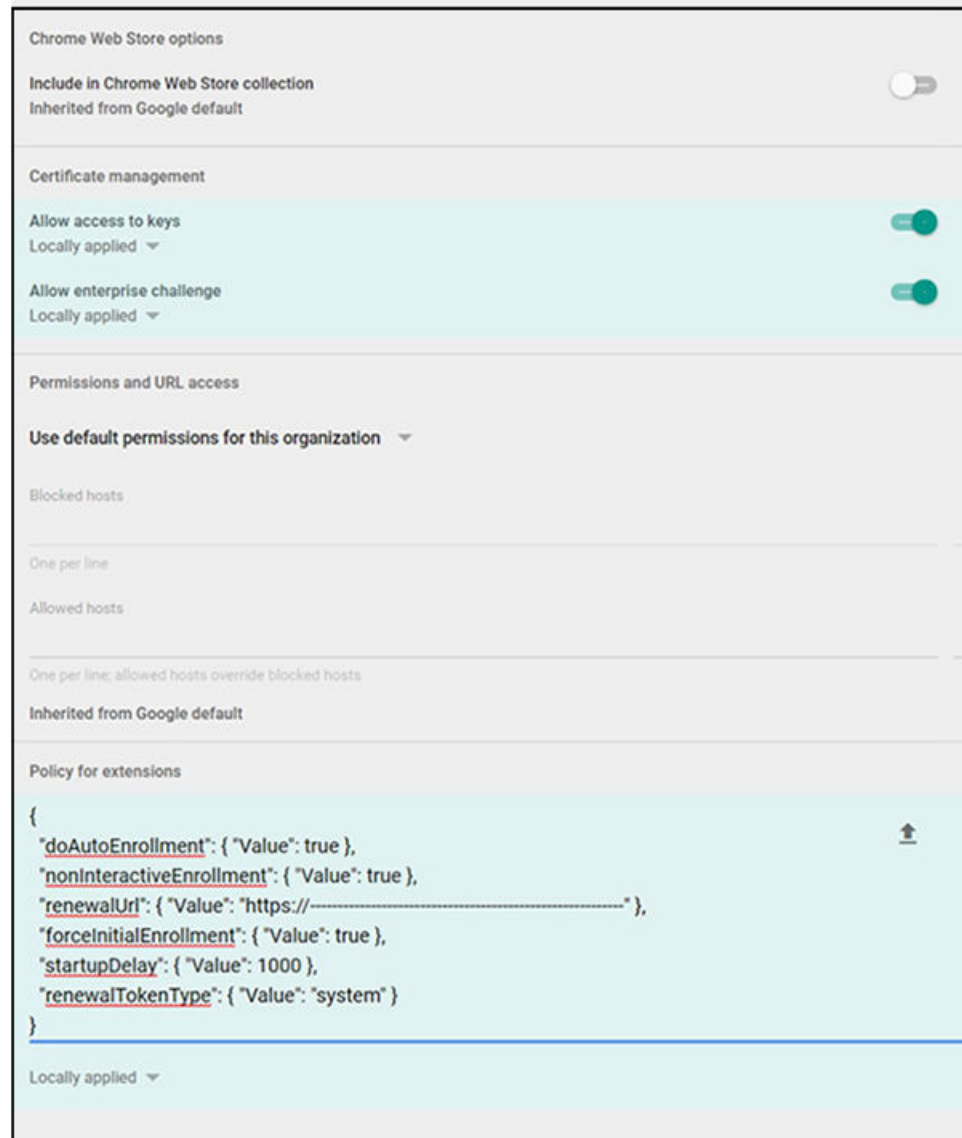 Chrome Web Store options
Include in Chrome Web Store collection
Inherited from Google default
Certificate management
Allow access to keys
Locally applied
Allow enterprise challenge
Locally applied
Permissions and URL access
Use default permissions for this organization
Blocked hosts
One per line
Allowed hosts
One per line; allowed hosts override blocked hosts
Inherited from Google default
Policy for extensions
{
"doAutoEnrollment": { "Value": true },
"nonInteractiveEnrollment": { "Value": true },
"renewalUrl": { "Value": "https://----------------------------------------------------------" },
"forceInitialEnrollment": { "Value": true },
"startupDelay": { "Value": 1000 },
"renewalTokenType": { "Value": "system" }
}
Locally applied